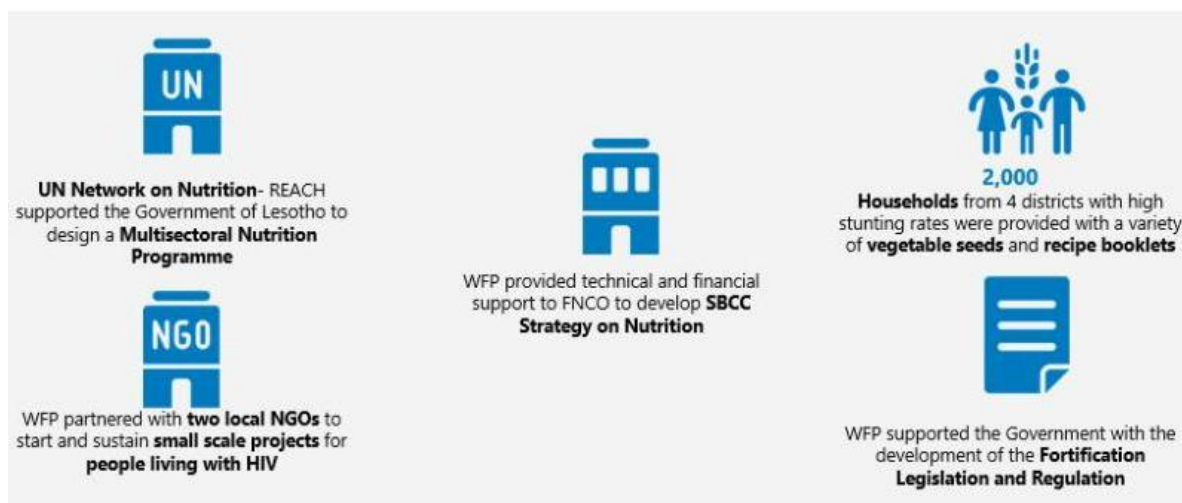 UN
UN Network on Nutrition- REACH
supported the Government of Lesotho to
design a Multisectoral Nutrition
Programme
NGO
WFP partnered with two local NGOs to
start and sustain small scale projects for
people living with HIV
WFP provided technical and financial
support to FNCO to develop SBCC
Strategy on Nutrition
2,000
Households from 4 districts with high
stunting rates were provided with a variety
of vegetable seeds and recipe booklets
WFP supported the Government with the
development of the Fortification
Legislation and Regulation